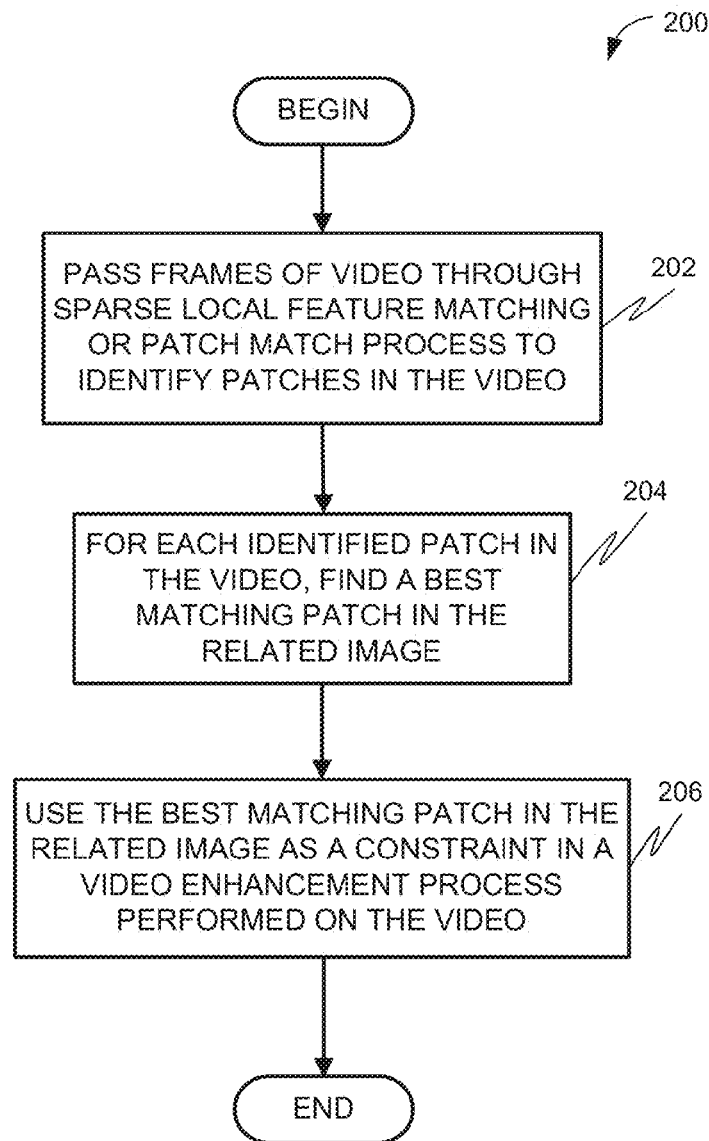 200
BEGIN
PASS FRAMES OF VIDEO THROUGH
SPARSE LOCAL FEATURE MATCHING
OR PATCH MATCH PROCESS TO
IDENTIFY PATCHES IN THE VIDEO
202
FOR EACH IDENTIFIED PATCH IN
THE VIDEO, FIND A BEST
MATCHING PATCH IN THE
RELATED IMAGE
204
USE THE BEST MATCHING PATCH IN THE
RELATED IMAGE AS A CONSTRAINT IN A
VIDEO ENHANCEMENT PROCESS
PERFORMED ON THE VIDEO
206
END